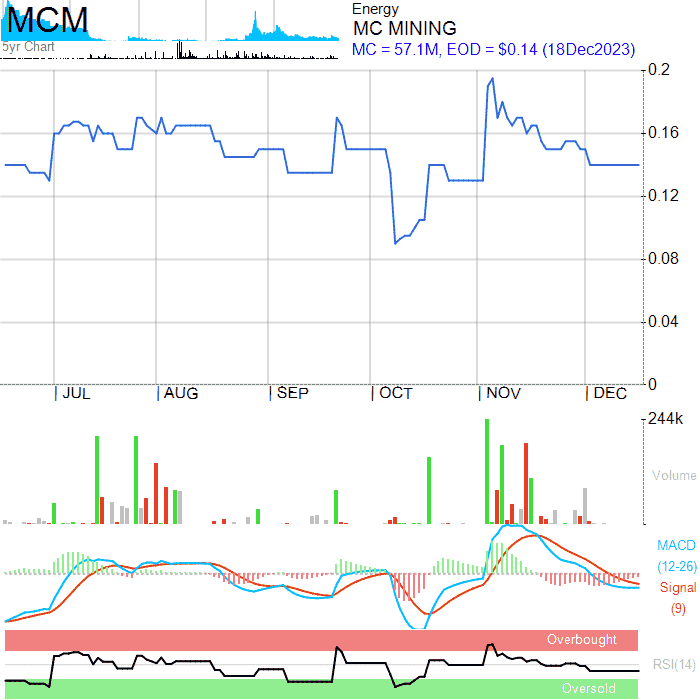 MCM
5yr Chart
Energy
MC MINING
MC = 57.1M, EOD = $0.14 (18Dec2023)
0.2
0.16
0.12
0.08
0.04
0
JUL AUG SEP OCT NOV DEC
244k
Volume
MACD
(12-26)
Signal
(9)
Overbought
RSI(14)
Oversold